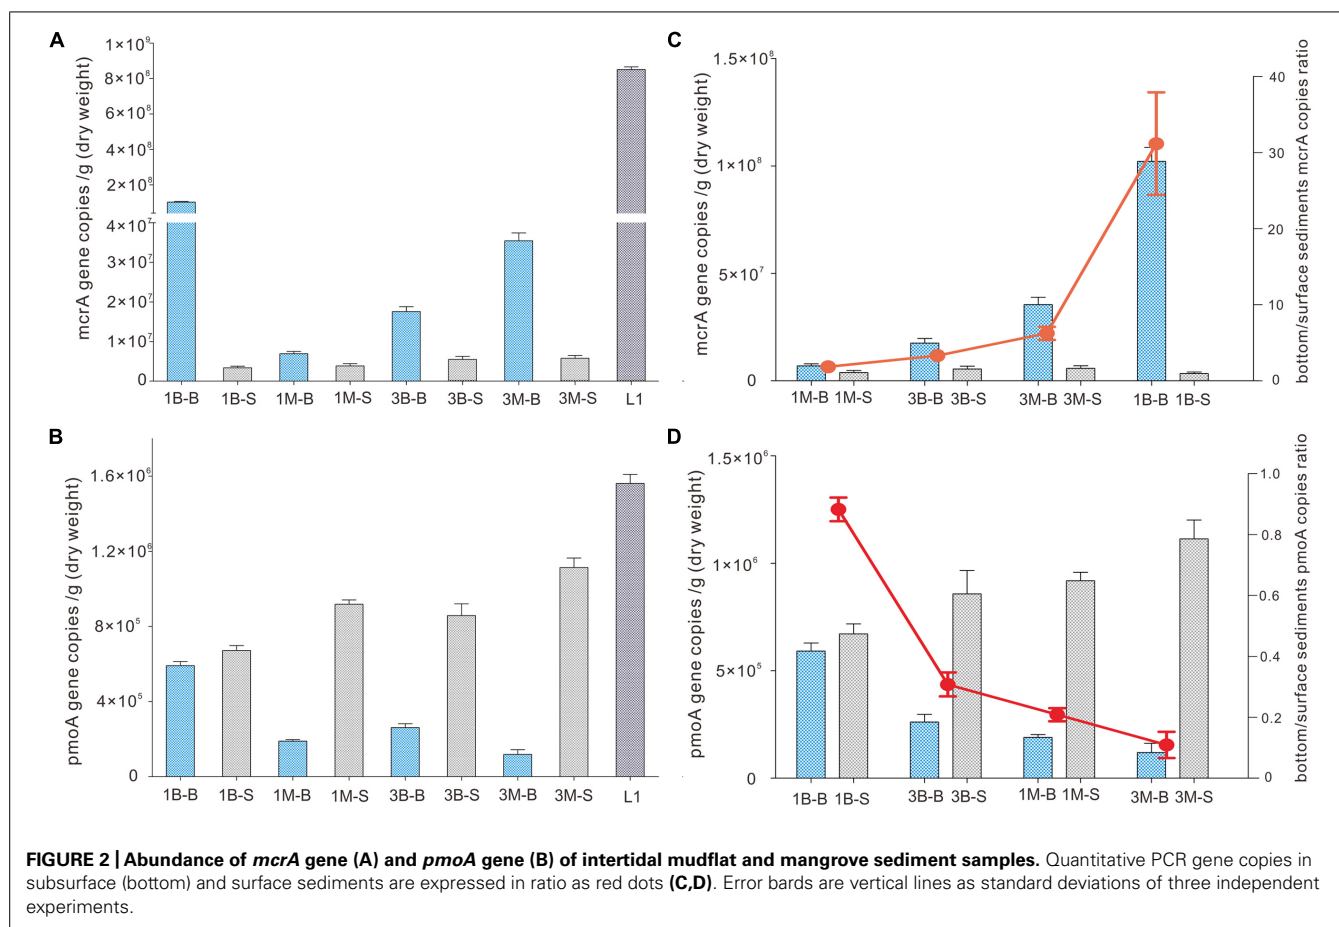 A
mcrA gene copies /g (dry weight)
1×10⁹
8×10⁸
6×10⁸
4×10⁸
2×10⁸
4×10⁷
3×10⁷
2×10⁷
1×10⁷
0
1B-B 1B-S 1M-B 1M-S 3B-B 3B-S 3M-B 3M-S L1
C
mcrA gene copies /g (dry weight)
1.5×10⁸
1×10⁸
5×10⁷
0
40
30
20
10
0
bottom/surface sediments mcrA copies ratio
1M-B 1M-S 3B-B 3B-S 3M-B 3M-S 1B-B 1B-S
B
pmoA gene copies /g (dry weight)
1.6×10⁶
1.2×10⁶
8×10⁵
4×10⁵
0
1B-B 1B-S 1M-B 1M-S 3B-B 3B-S 3M-B 3M-S L1
D
pmoA gene copies /g (dry weight)
1.5×10⁶
1×10⁶
5×10⁵
0
1.0
0.8
0.6
0.4
0.2
0
bottom/surface sediments pmoA copies ratio
1B-B 1B-S 3B-B 3B-S 1M-B 1M-S 3M-B 3M-S
FIGURE 2 | Abundance of mcrA gene (A) and pmoA gene (B) of intertidal mudflat and mangrove sediment samples. Quantitative PCR gene copies in
subsurface (bottom) and surface sediments are expressed in ratio as red dots (C,D). Error bards are vertical lines as standard deviations of three independent
experiments.